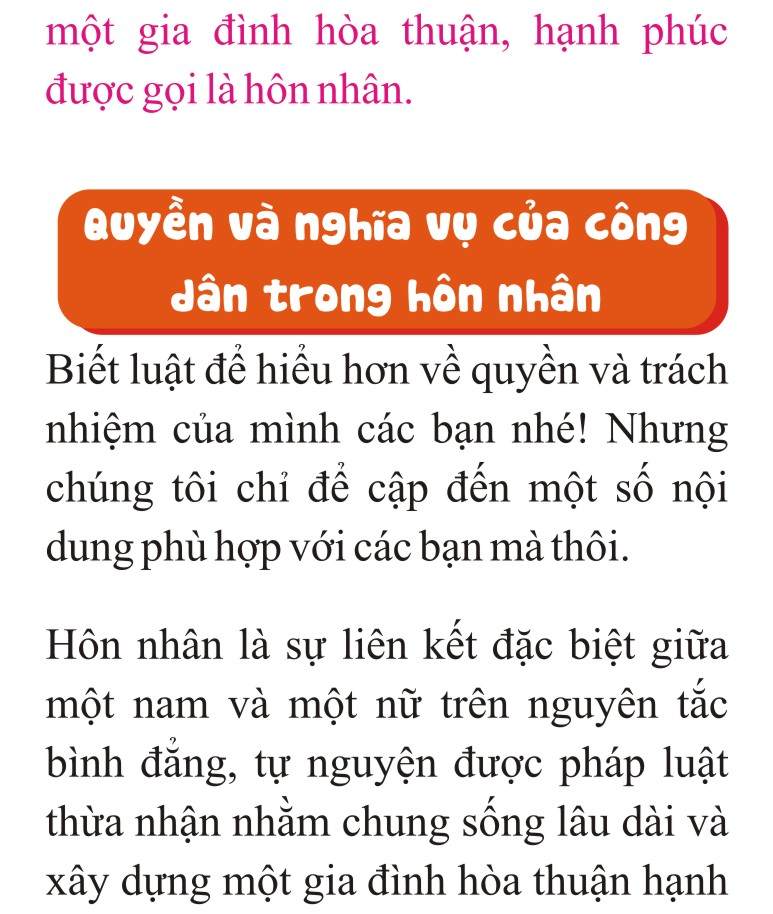 một gia đình hòa thuận, hạnh phúc
được gọi là hôn nhân.
Quyền và nghĩa vụ của công
dân trong hôn nhân
Biết luật để hiểu hơn về quyền và trách
nhiệm của mình các bạn nhé! Nhưng
chúng tôi chỉ để cập đến một số nội
dung phù hợp với các bạn mà thôi.
Hôn nhân là sự liên kết đặc biệt giữa
một nam và một nữ trên nguyên tắc
bình đẳng, tự nguyện được pháp luật
thừa nhận nhằm chung sống lâu dài và
xây dựng một gia đình hòa thuận hạnh